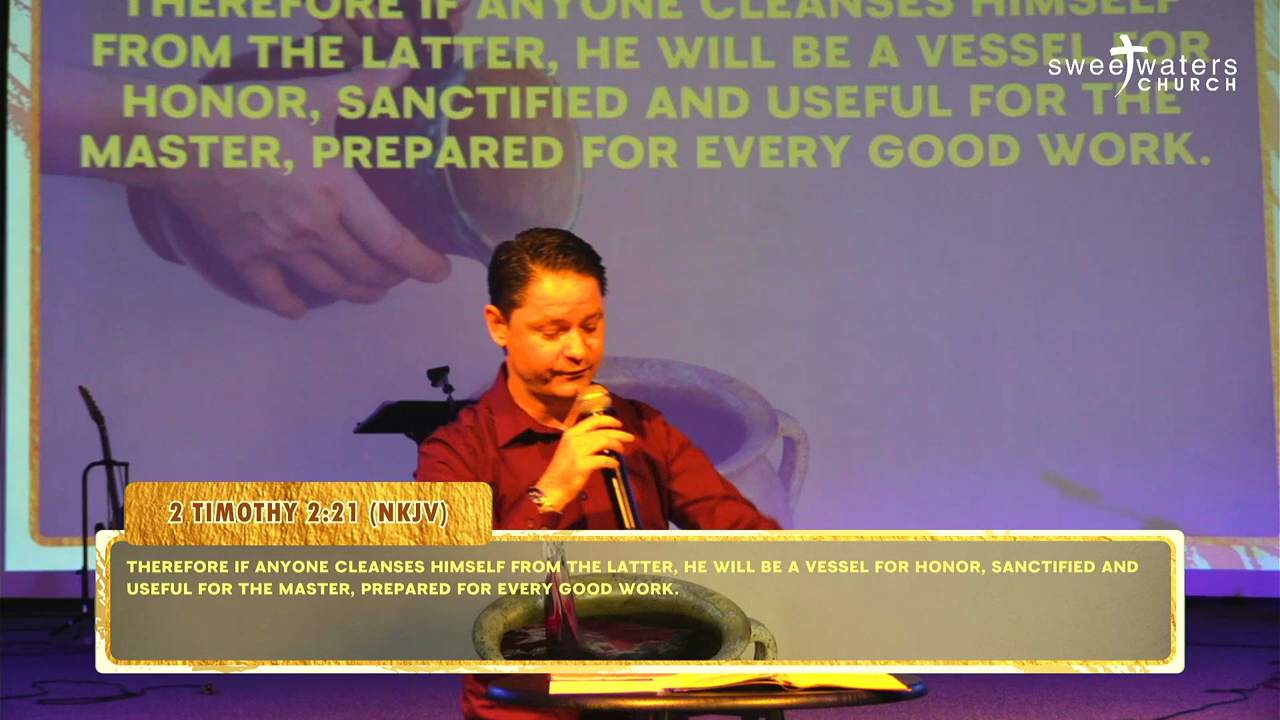 THEREFORE IF ANYONE CLEANSES HIMSELF
FROM THE LATTER, HE WILL BE A VESSEL FOR
HONOR, SANCTIFIED AND USEFUL FOR THE
MASTER, PREPARED FOR EVERY GOOD WORK.
sweetwaters
CHURCH
2 TIMOTHY 2:21 (NKJV)
THEREFORE IF ANYONE CLEANSES HIMSELF FROM THE LATTER, HE WILL BE A VESSEL FOR HONOR, SANCTIFIED AND
USEFUL FOR THE MASTER, PREPARED FOR EVERY GOOD WORK.